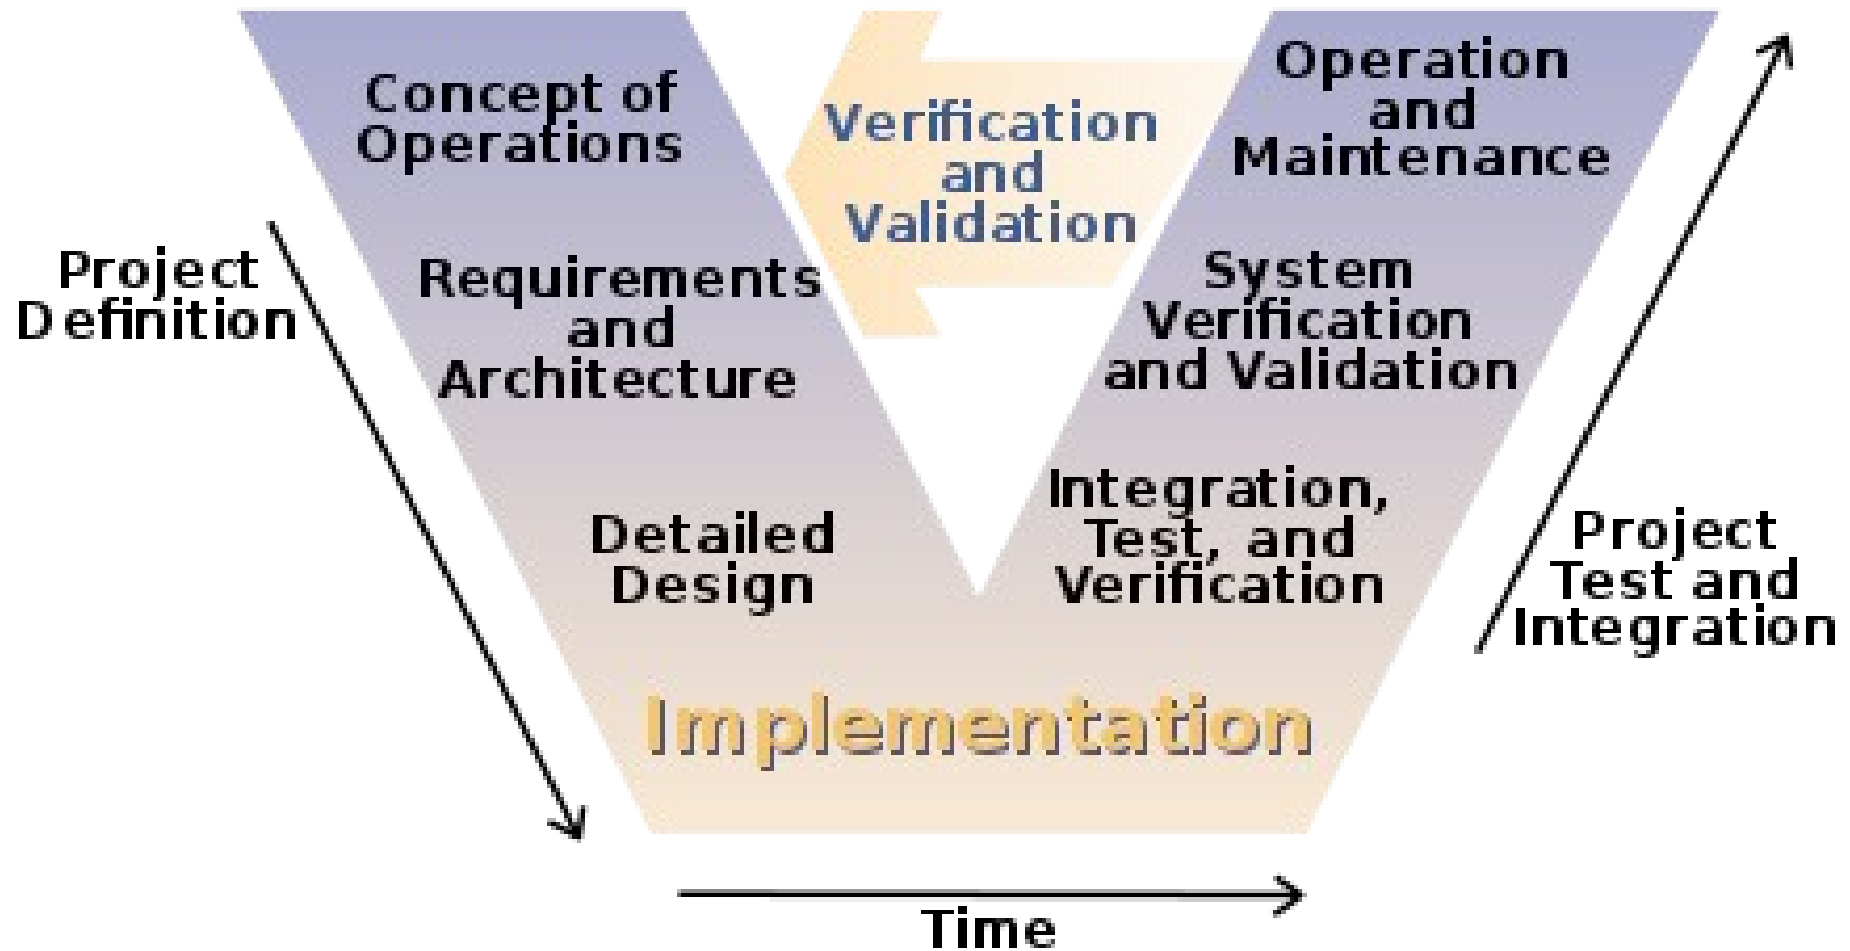 Concept of
Operations
Verification
and
Validation
Operation
and
Maintenance
Project
Definition
Requirements
and
Architecture
System
Verification
and Validation
Detailed
Design
Integration,
Test, and
Verification
Project
Test and
Integration
Implementation
Time